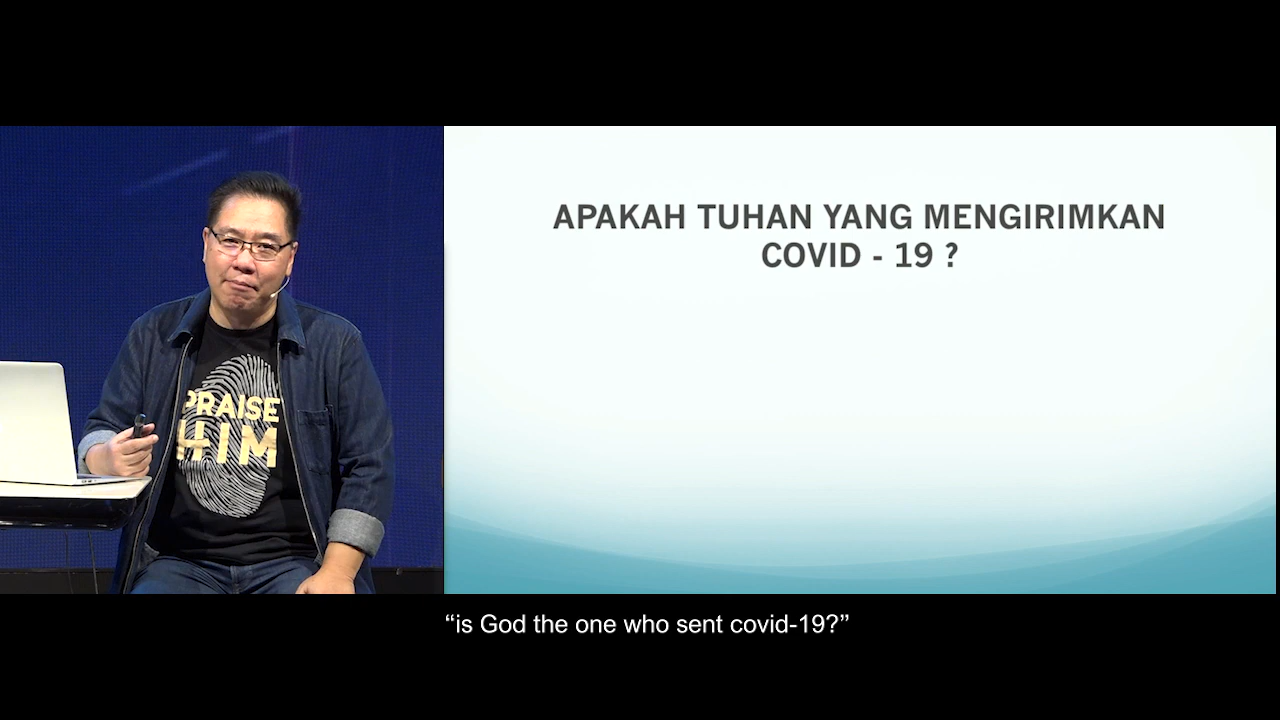 APAKAH TUHAN YANG MENGIRIMKAN
COVID - 19 ?
PRAISE
HIM
“is God the one who sent covid-19?”